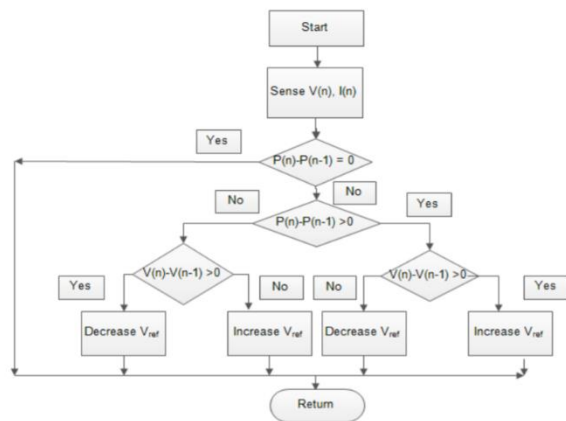 Start
Sense V(n), I(n)
Yes
P(n)-P(n-1) = 0
No
No
Yes
P(n)-P(n-1) >0
V(n)-V(n-1) >0
V(n)-V(n-1) >0
Yes
No
No
Yes
Decrease Vref
Increase Vref
Decrease Vref
Increase Vref
Return